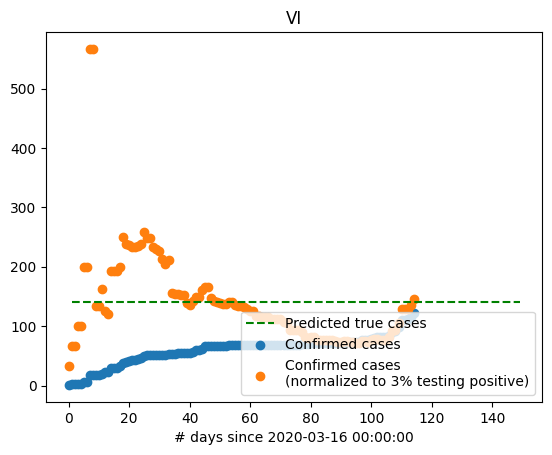 VI
500
400
300
200
100
0
Predicted true cases
Confirmed cases
Confirmed cases
(normalized to 3% testing positive)
0 20 40 60 80 100 120 140
# days since 2020-03-16 00:00:00